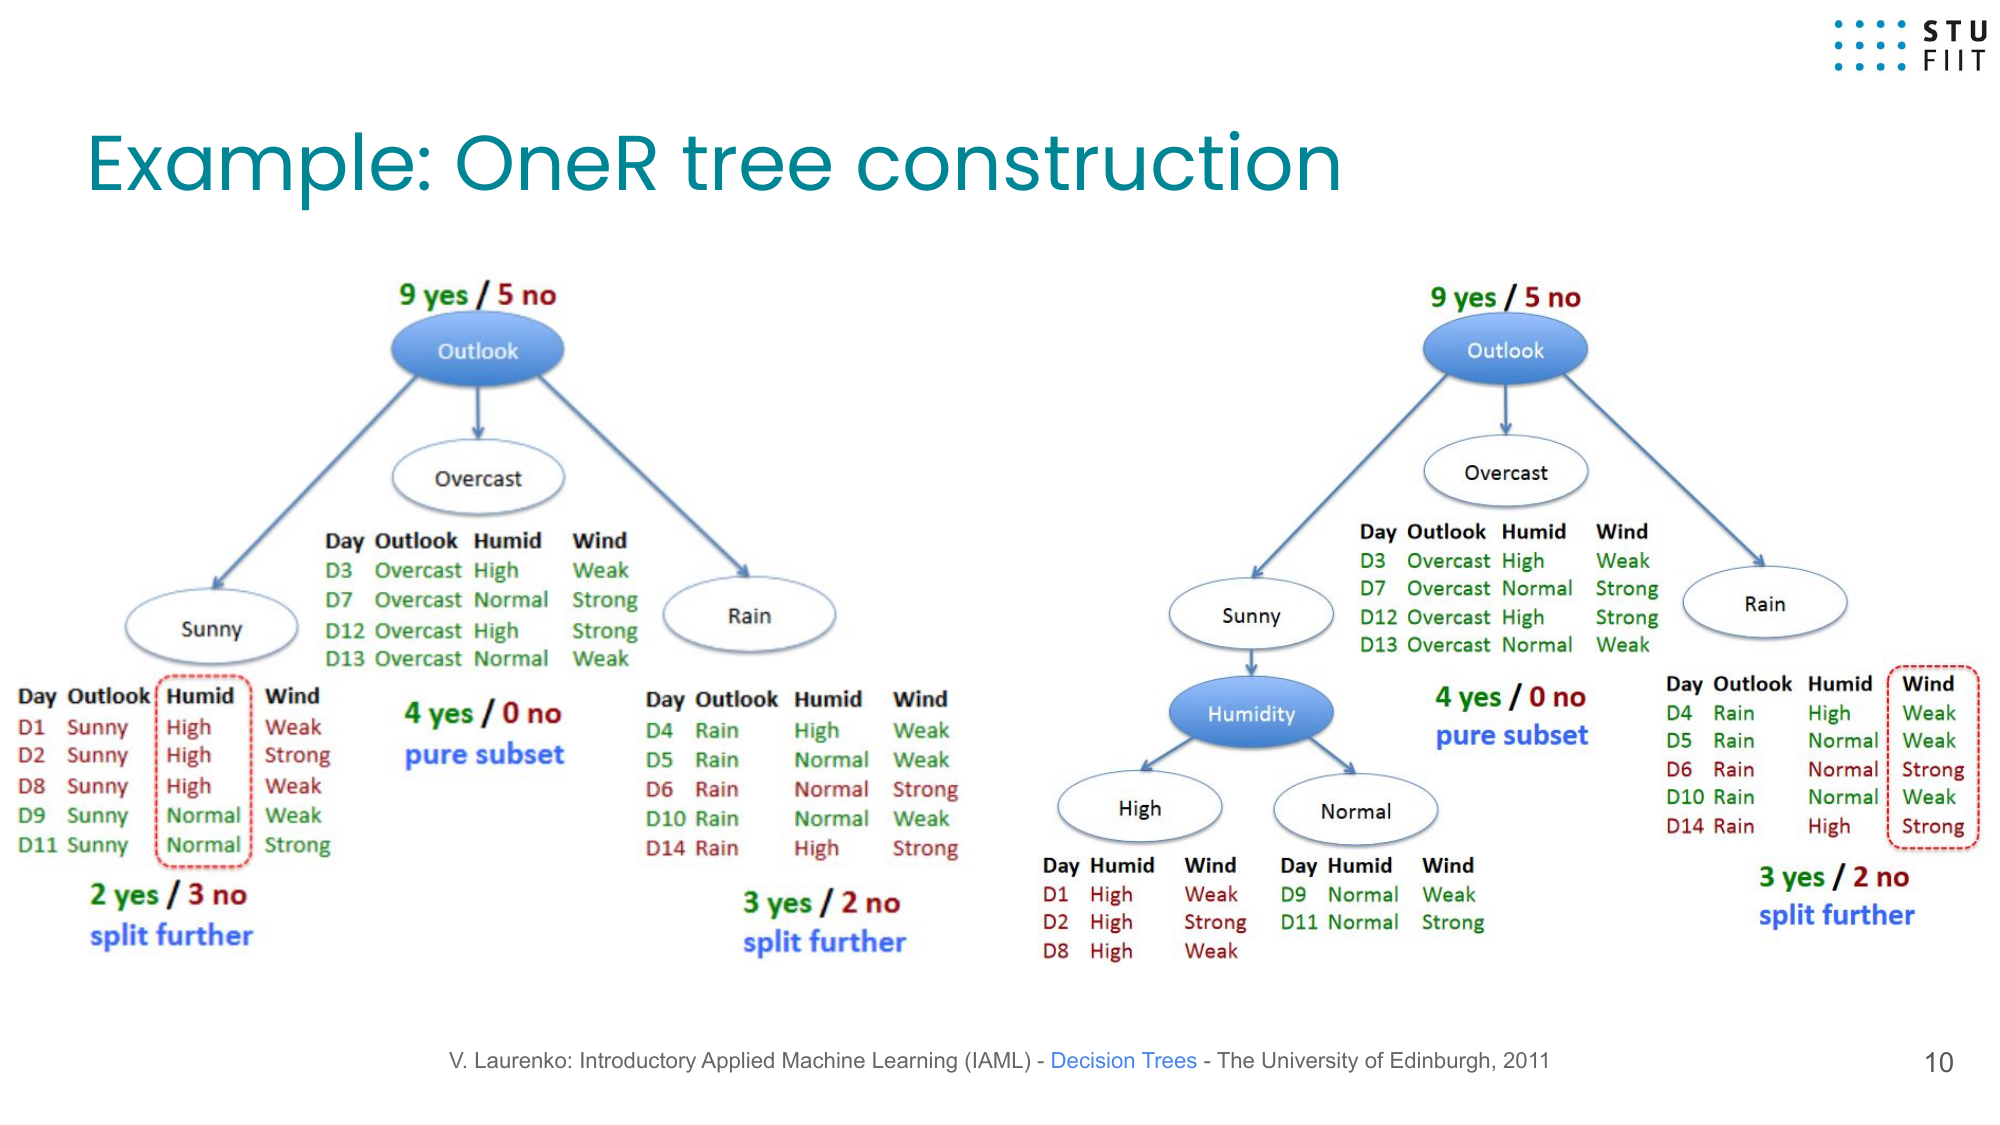 STU
FIIT
Example: OneR tree construction
9 yes / 5 no
Outlook
Overcast
Day Outlook Humid Wind
D3 Overcast High Weak
D7 Overcast Normal Strong
D12 Overcast High Strong
D13 Overcast Normal Weak
4 yes / 0 no
pure subset
Sunny
Day Outlook Humid Wind
D1 Sunny High Weak
D2 Sunny High Strong
D8 Sunny High Weak
D9 Sunny Normal Weak
D11 Sunny Normal Strong
2 yes / 3 no
split further
Rain
Day Outlook Humid Wind
D4 Rain High Weak
D5 Rain Normal Weak
D6 Rain Normal Strong
D10 Rain Normal Weak
D14 Rain High Strong
3 yes / 2 no
split further
9 yes / 5 no
Outlook
Overcast
Day Outlook Humid Wind
D3 Overcast High Weak
D7 Overcast Normal Strong
D12 Overcast High Strong
D13 Overcast Normal Weak
4 yes / 0 no
pure subset
Sunny
Humidity
High
Day Humid Wind
D1 High Weak
D2 High Strong
D8 High Weak
Normal
Day Humid Wind
D9 Normal Weak
D11 Normal Strong
Rain
Day Outlook Humid Wind
D4 Rain High Weak
D5 Rain Normal Weak
D6 Rain Normal Strong
D10 Rain Normal Weak
D14 Rain High Strong
3 yes / 2 no
split further
V. Laurenko: Introductory Applied Machine Learning (IAML) - Decision Trees - The University of Edinburgh, 2011
10